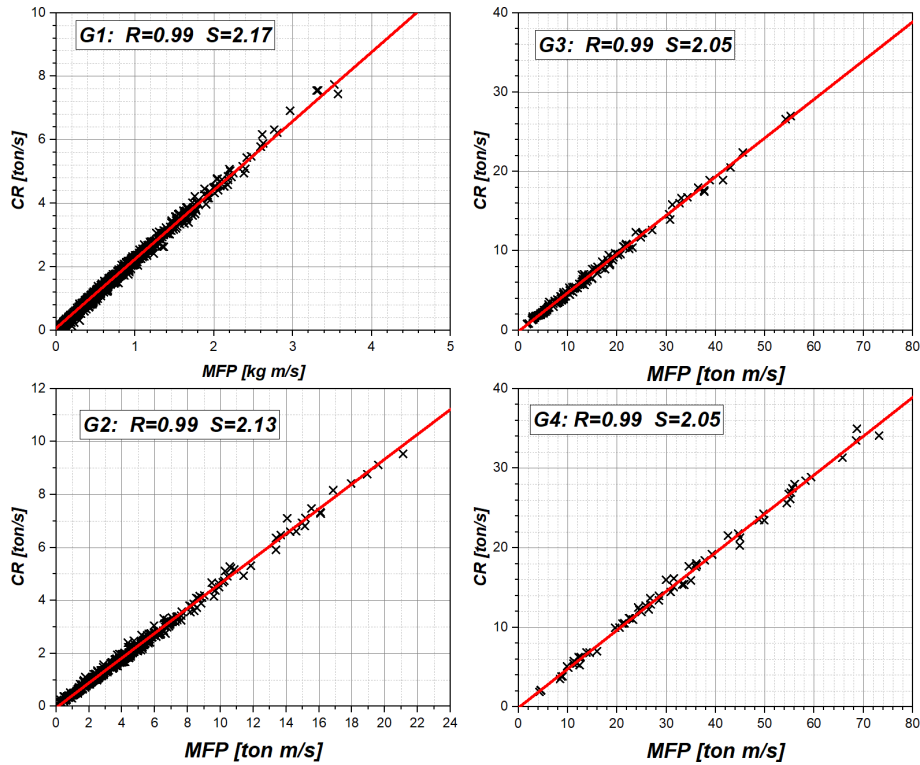 G1: R=0.99 S=2.17
CR [ton/s]
10
8
6
4
2
0
0 1 2 3 4 5
MFP [kg m/s]
G3: R=0.99 S=2.05
CR [ton/s]
40
30
20
10
0
0 10 20 30 40 50 60 70 80
MFP [ton m/s]
G2: R=0.99 S=2.13
CR [ton/s]
12
10
8
6
4
2
0
0 2 4 6 8 10 12 14 16 18 20 22 24
MFP [ton m/s]
G4: R=0.99 S=2.05
CR [ton/s]
40
30
20
10
0
0 10 20 30 40 50 60 70 80
MFP [ton m/s]